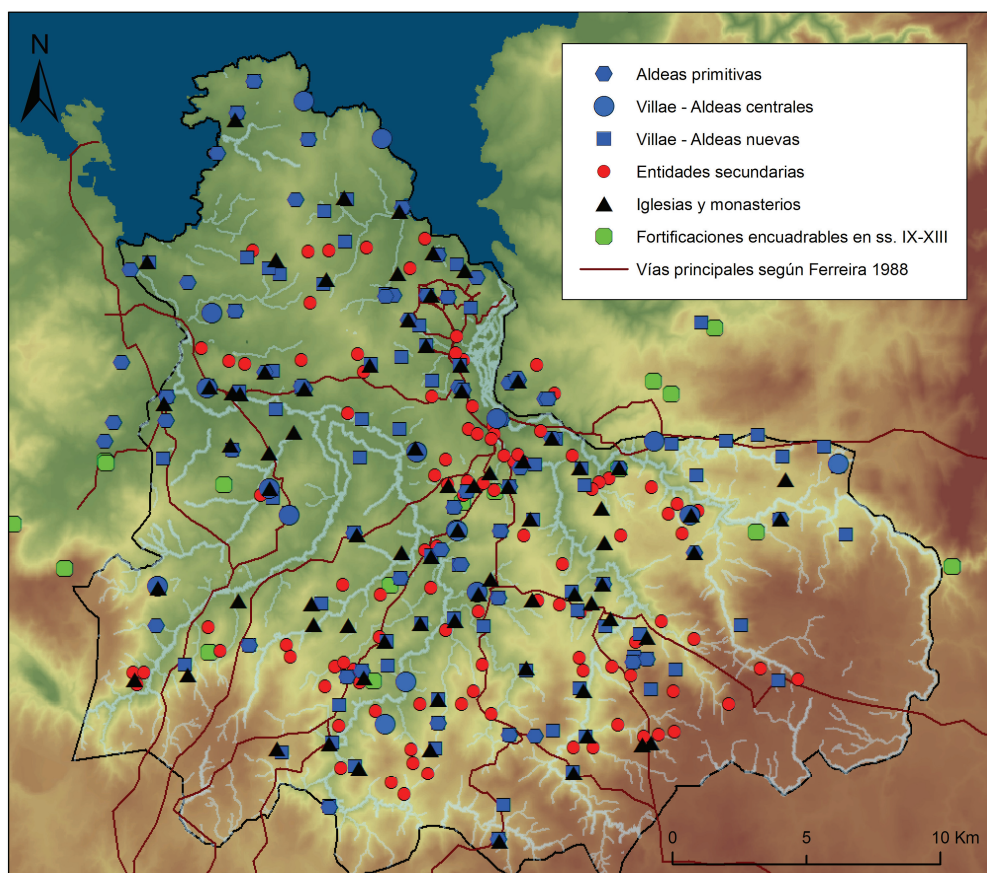 N
Aldeas primitivas
Villae - Aldeas centrales
Villae - Aldeas nuevas
Entidades secundarias
Iglesias y monasterios
Fortificaciones encuadrables en ss. IX-XIII
Vías principales según Ferreira 1988
0 5 10 Km